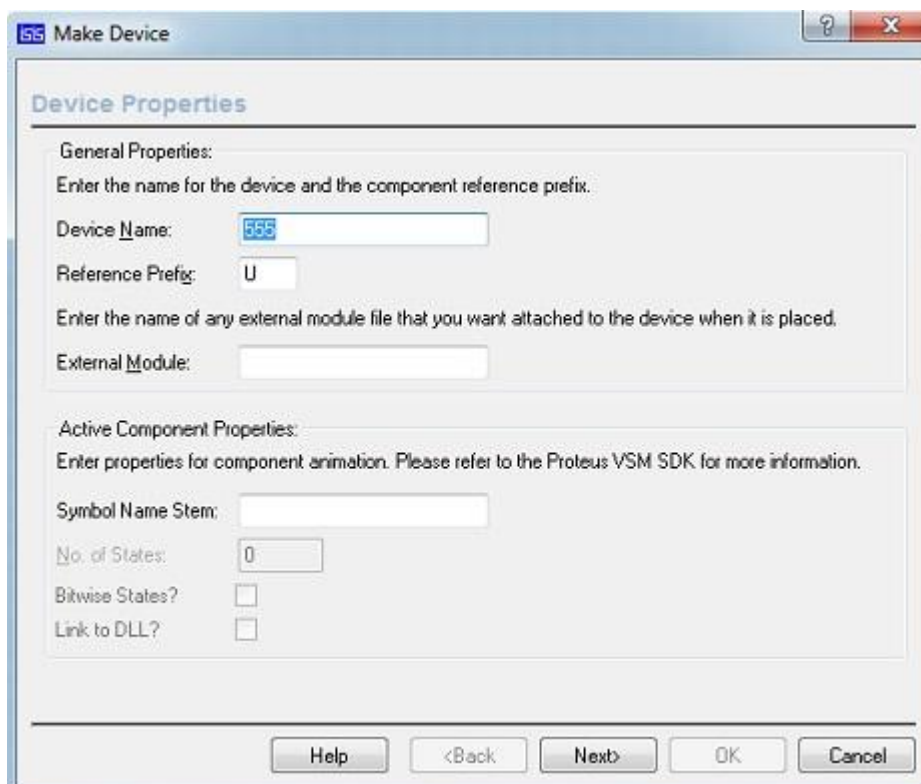 ISIS Make Device
Device Properties
General Properties:
Enter the name for the device and the component reference prefix.
Device Name: 555
Reference Prefix: U
Enter the name of any external module file that you want attached to the device when it is placed.
External Module:
Active Component Properties:
Enter properties for component animation. Please refer to the Proteus VSM SDK for more information.
Symbol Name Stem:
No. of States: 0
Bitwise States?
Link to DLL?
Help <Back Next> OK Cancel